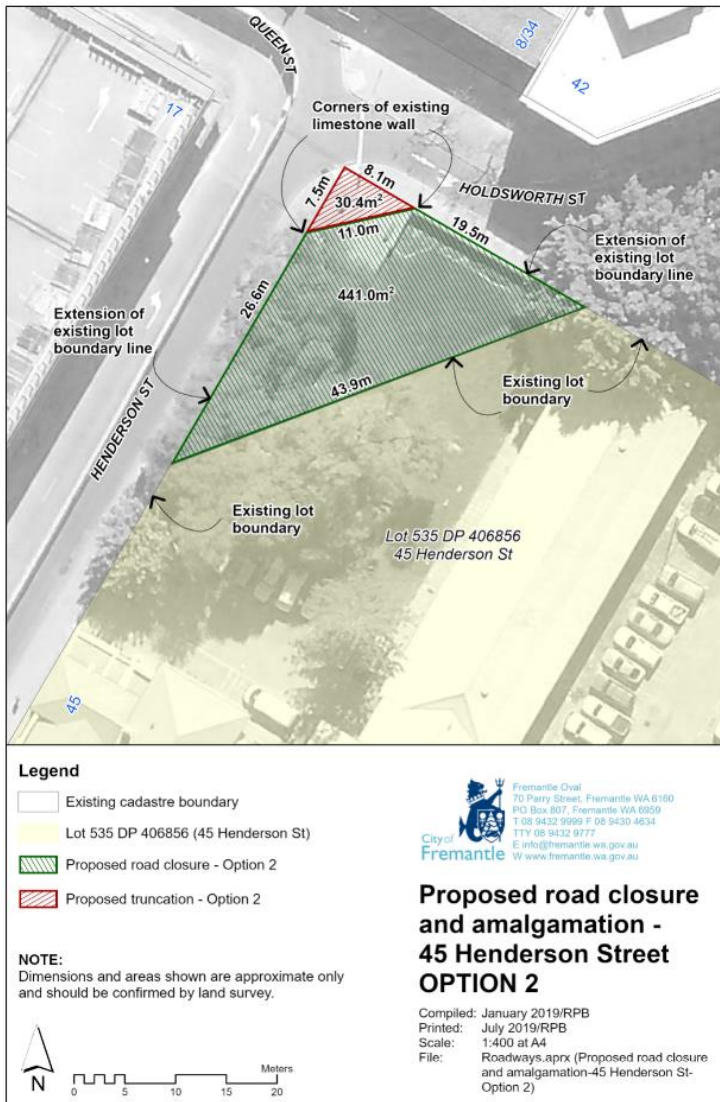 QUEEN ST
8/34
42
17
Corners of existing
limestone wall
7.5m
8.1m
30.4m²
11.0m
HOLDSWORTH ST
19.5m
Extension of
existing lot
boundary line
441.0m²
26.6m
Extension of
existing lot
boundary line
43.9m
Existing lot
boundary
HENDERSON ST
Existing lot
boundary
Lot 535 DP 406856
45 Henderson St
45
Legend
Existing cadastre boundary
Lot 535 DP 406856 (45 Henderson St)
Proposed road closure - Option 2
Proposed truncation - Option 2
NOTE:
Dimensions and areas shown are approximate only
and should be confirmed by land survey.
N
Meters
0 5 10 15 20
City of
Fremantle
Fremantle Oval
70 Parry Street, Fremantle WA 6160
PO Box 807, Fremantle WA 6959
T 08 9432 9999 F 08 9430 4634
TTY 08 9432 9777
E info@fremantle.wa.gov.au
W www.fremantle.wa.gov.au
Proposed road closure
and amalgamation -
45 Henderson Street
OPTION 2
Compiled: January 2019/RPB
Printed: July 2019/RPB
Scale: 1:400 at A4
File: Roadways.aprx (Proposed road closure
and amalgamation-45 Henderson St-
Option 2)